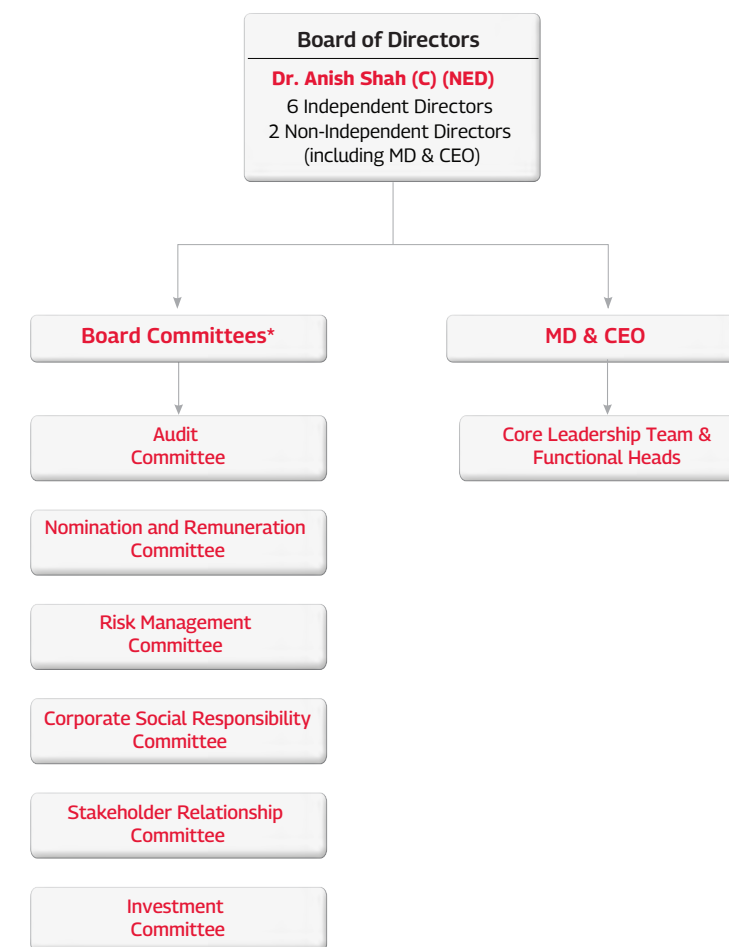 Board of Directors
Dr. Anish Shah (C) (NED)
6 Independent Directors
2 Non-Independent Directors
(including MD & CEO)
Board Committees*
MD & CEO
Audit
Committee
Core Leadership Team &
Functional Heads
Nomination and Remuneration
Committee
Risk Management
Committee
Corporate Social Responsibility
Committee
Stakeholder Relationship
Committee
Investment
Committee